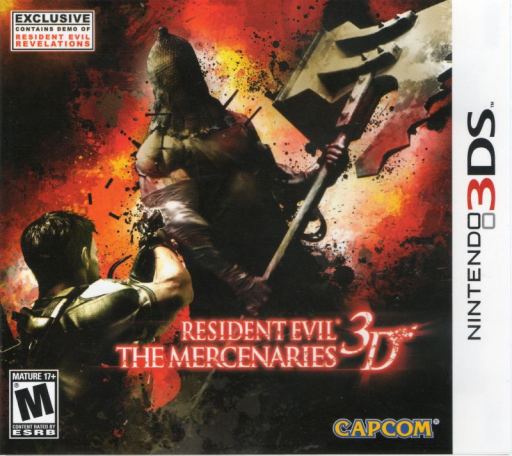 EXCLUSIVE
CONTAINS DEMO OF
RESIDENT EVIL
REVELATIONS
NINTENDO 3DS™
RESIDENT EVIL®
THE MERCENARIES 3D
MATURE 17+
M®
CONTENT RATED BY
ESRB
CAPCOM®